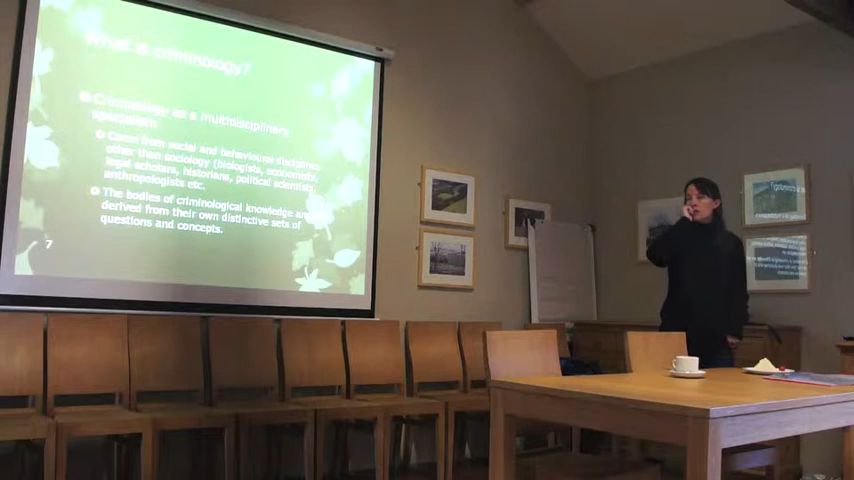 What is criminology?
Criminology as a multidisciplinary
specialism:
Come from social and behavioural disciplines
other than sociology (biologists, economists,
legal scholars, historians, political scientists,
anthropologists etc.
The bodies of criminological knowledge are
derived from their own distinctive sets of
questions and concepts.
7